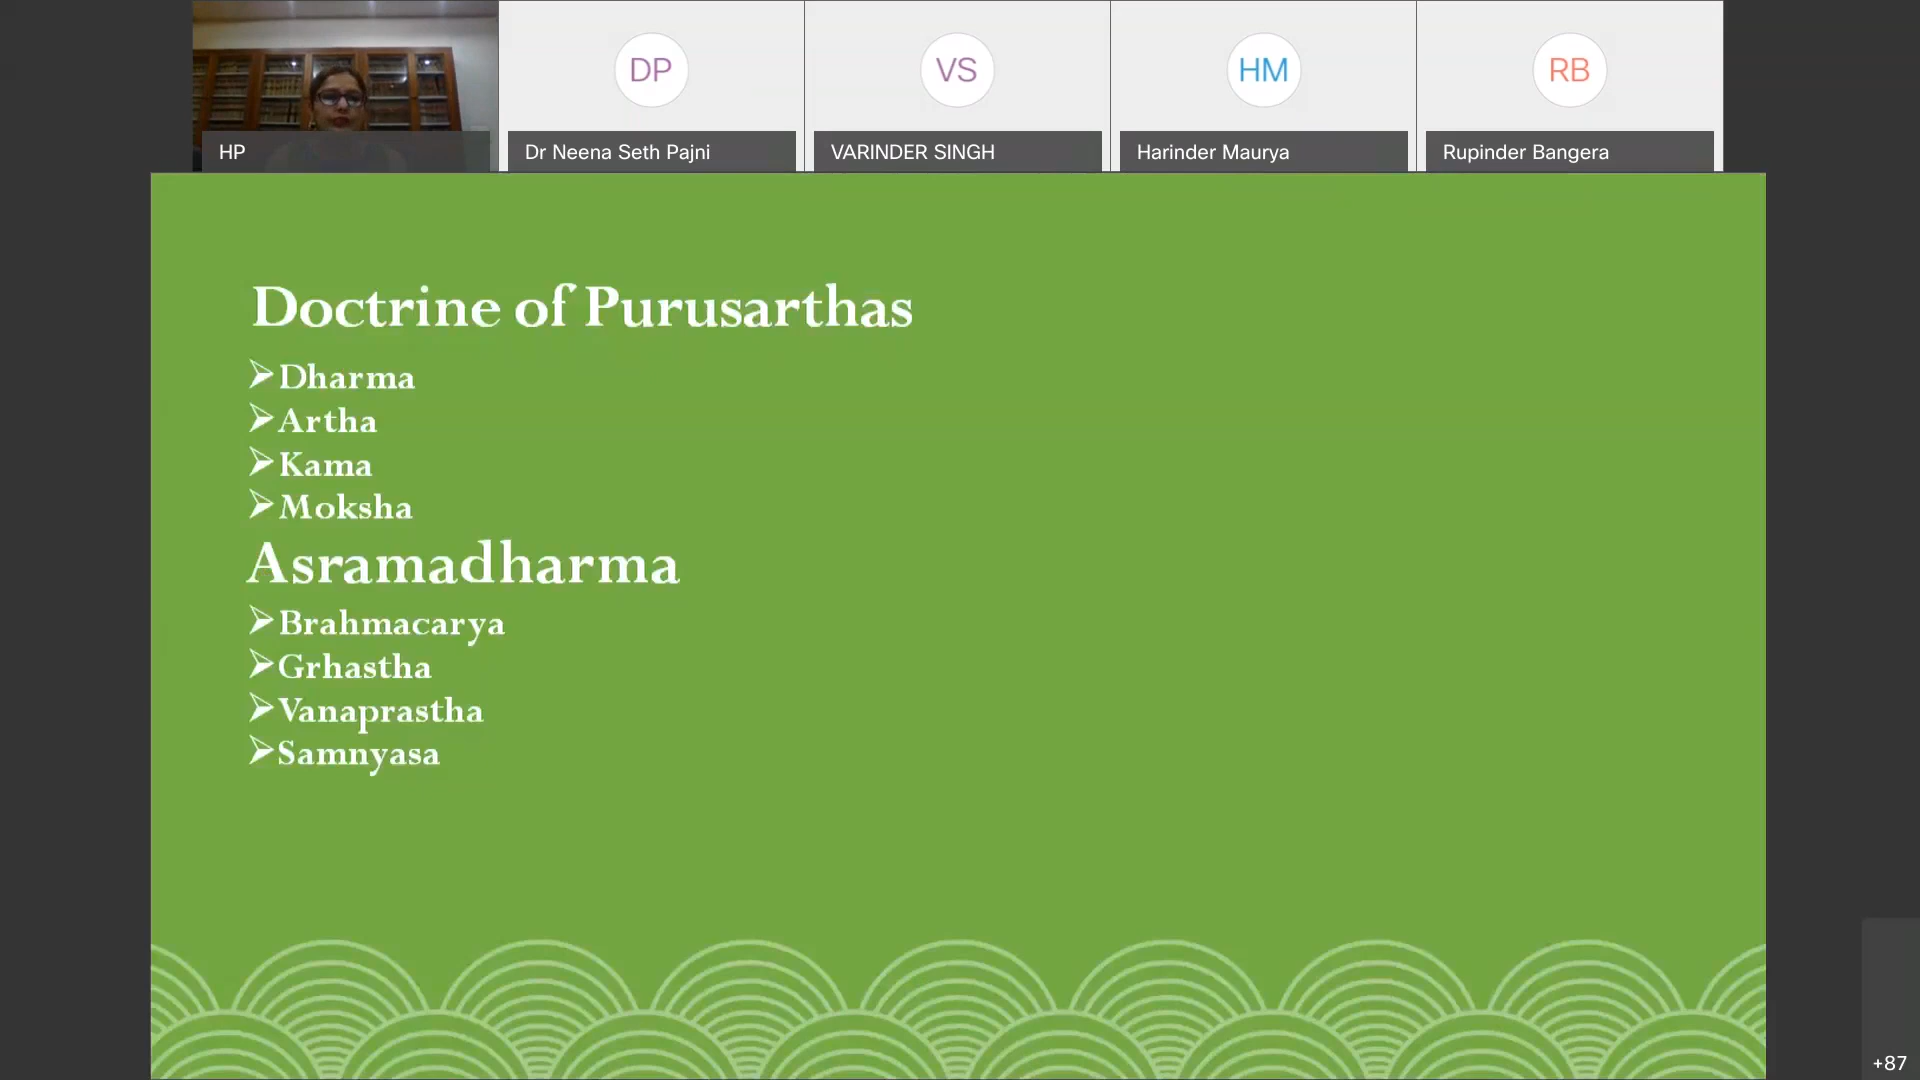 DP
VS
HM
RB
HP
Dr Neena Seth Pajni
VARINDER SINGH
Harinder Maurya
Rupinder Bangera
Doctrine of Purusarthas
➢Dharma
➢Artha
➢Kama
➢Moksha
Asramadharma
➢Brahmacarya
➢Grhastha
➢Vanaprastha
➢Samnyasa
+87